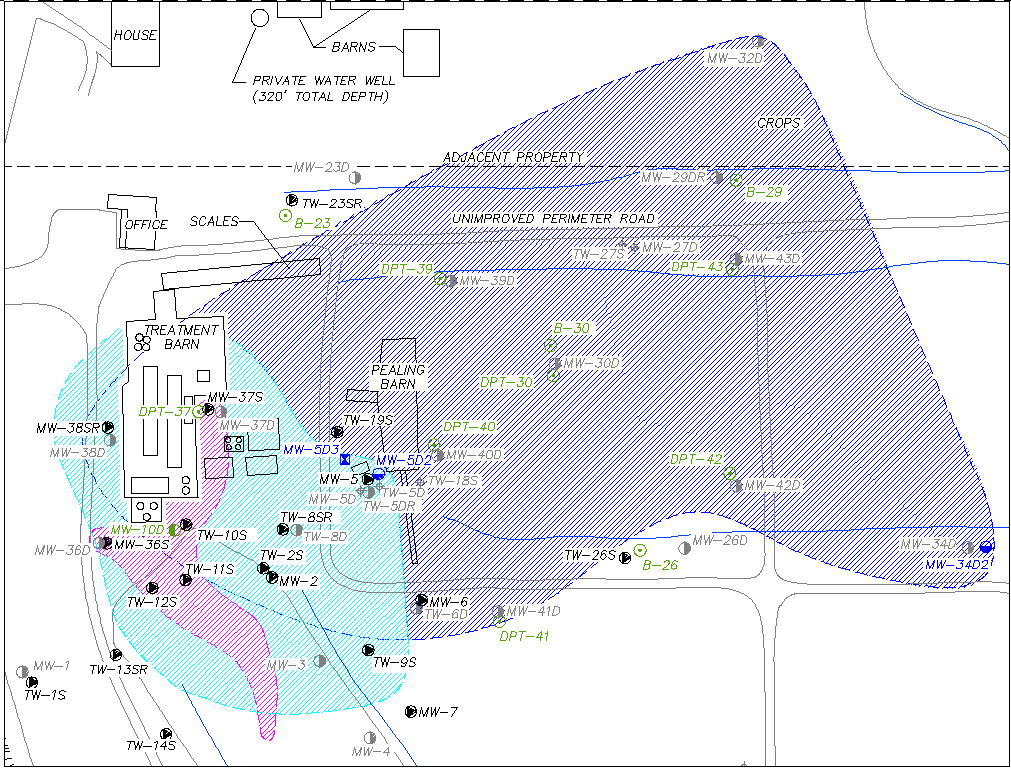 HOUSE
BARNS
PRIVATE WATER WELL
(320' TOTAL DEPTH)
MW-32D
CROPS
ADJACENT PROPERTY
MW-23D
MW-29DR
B-29
TW-23SR
OFFICE
SCALES
B-23
UNIMPROVED PERIMETER ROAD
TW-27S
MW-27D
DPT-39
MW-39D
DPT-43
MW-43D
TREATMENT
BARN
B-30
MW-30D
PEALING
BARN
DPT-30
MW-37S
DPT-37
MW-37D
TW-19S
DPT-40
MW-38SR
MW-38D
MW-5D3
MW-5D2
MW-40D
DPT-42
MW-5
TW-18S
MW-42D
MW-5D
TW-5D
TW-5DR
TW-8SR
MW-10D
TW-10S
TW-8D
MW-36D
MW-36S
MW-26D
MW-34D
TW-26S
B-26
MW-34D2
TW-2S
TW-11S
MW-2
TW-12S
MW-6
TW-6D
MW-41D
DPT-41
TW-9S
MW-3
MW-1
TW-13SR
TW-1S
MW-7
TW-14S
MW-4